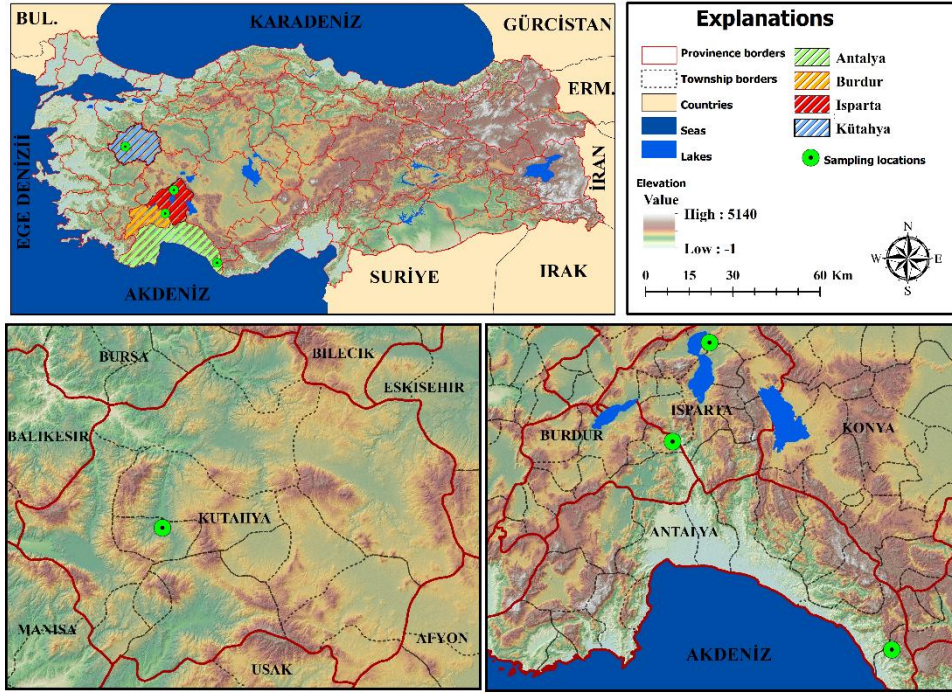 BUL.
KARADENİZ
GÜRCİSTAN
ERM.
İRAN
EGE DENİZİİ
AKDENİZ
SURİYE
IRAK
Explanations
Provinence borders
Township borders
Countries
Seas
Lakes
Antalya
Burdur
Isparta
Kütahya
Sampling locations
Elevation
Value
High : 5140
Low : -1
0 15 30 60 Km
N
W E
S
BURSA
BILECIK
ESKISEHIR
BALIKESIR
KUTAHYA
MANISA
USAK
AFYON
ISPARTA
BURDUR
KONYA
ANTALYA
AKDENİZ